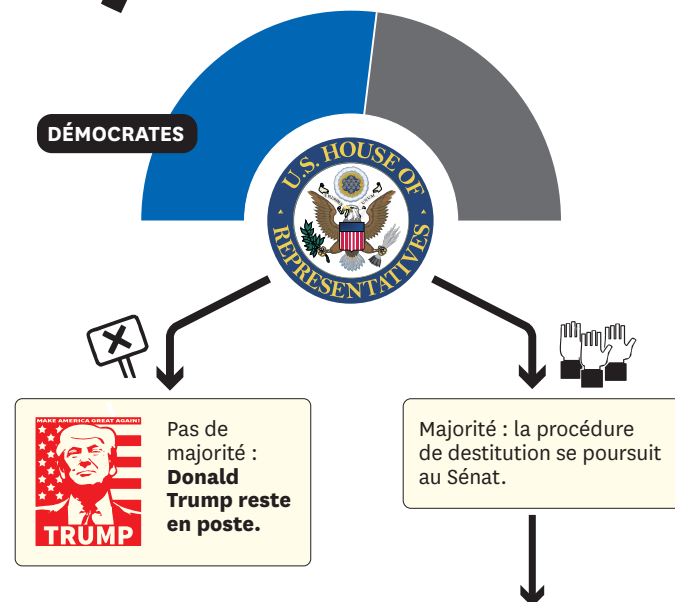 DÉMOCRATES
U.S. HOUSE OF
REPRESENTATIVES
MAKE AMERICA GREAT AGAIN!
TRUMP
Pas de
majorité :
Donald
Trump reste
en poste.
Majorité : la procédure
de destitution se poursuit
au Sénat.